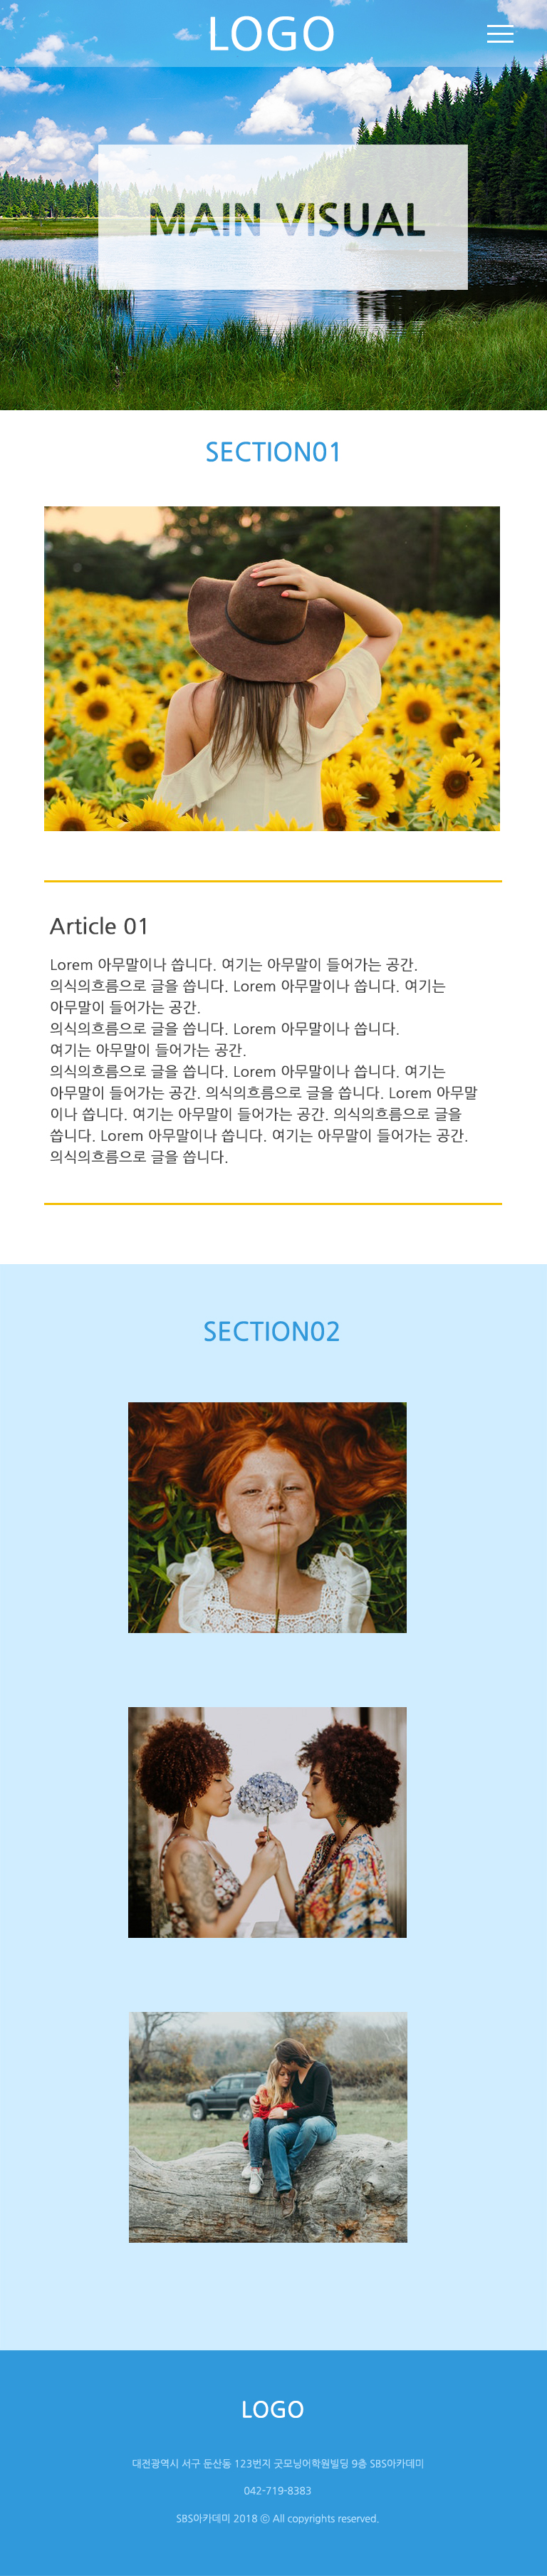 LOGO
MAIN VISUAL
SECTION01
Article 01
Lorem 아무말이나 씁니다. 여기는 아무말이 들어가는 공간.
의식의흐름으로 글을 씁니다. Lorem 아무말이나 씁니다. 여기는
아무말이 들어가는 공간.
의식의흐름으로 글을 씁니다. Lorem 아무말이나 씁니다.
여기는 아무말이 들어가는 공간.
의식의흐름으로 글을 씁니다. Lorem 아무말이나 씁니다. 여기는
아무말이 들어가는 공간. 의식의흐름으로 글을 씁니다. Lorem 아무말
이나 씁니다. 여기는 아무말이 들어가는 공간. 의식의흐름으로 글을
씁니다. Lorem 아무말이나 씁니다. 여기는 아무말이 들어가는 공간.
의식의흐름으로 글을 씁니다.
SECTION02
LOGO
대전광역시 서구 둔산동 123번지 굿모닝어학원빌딩 9층 SBS아카데미
042-719-8383
SBS아카데미 2018 ⓒ All copyrights reserved.